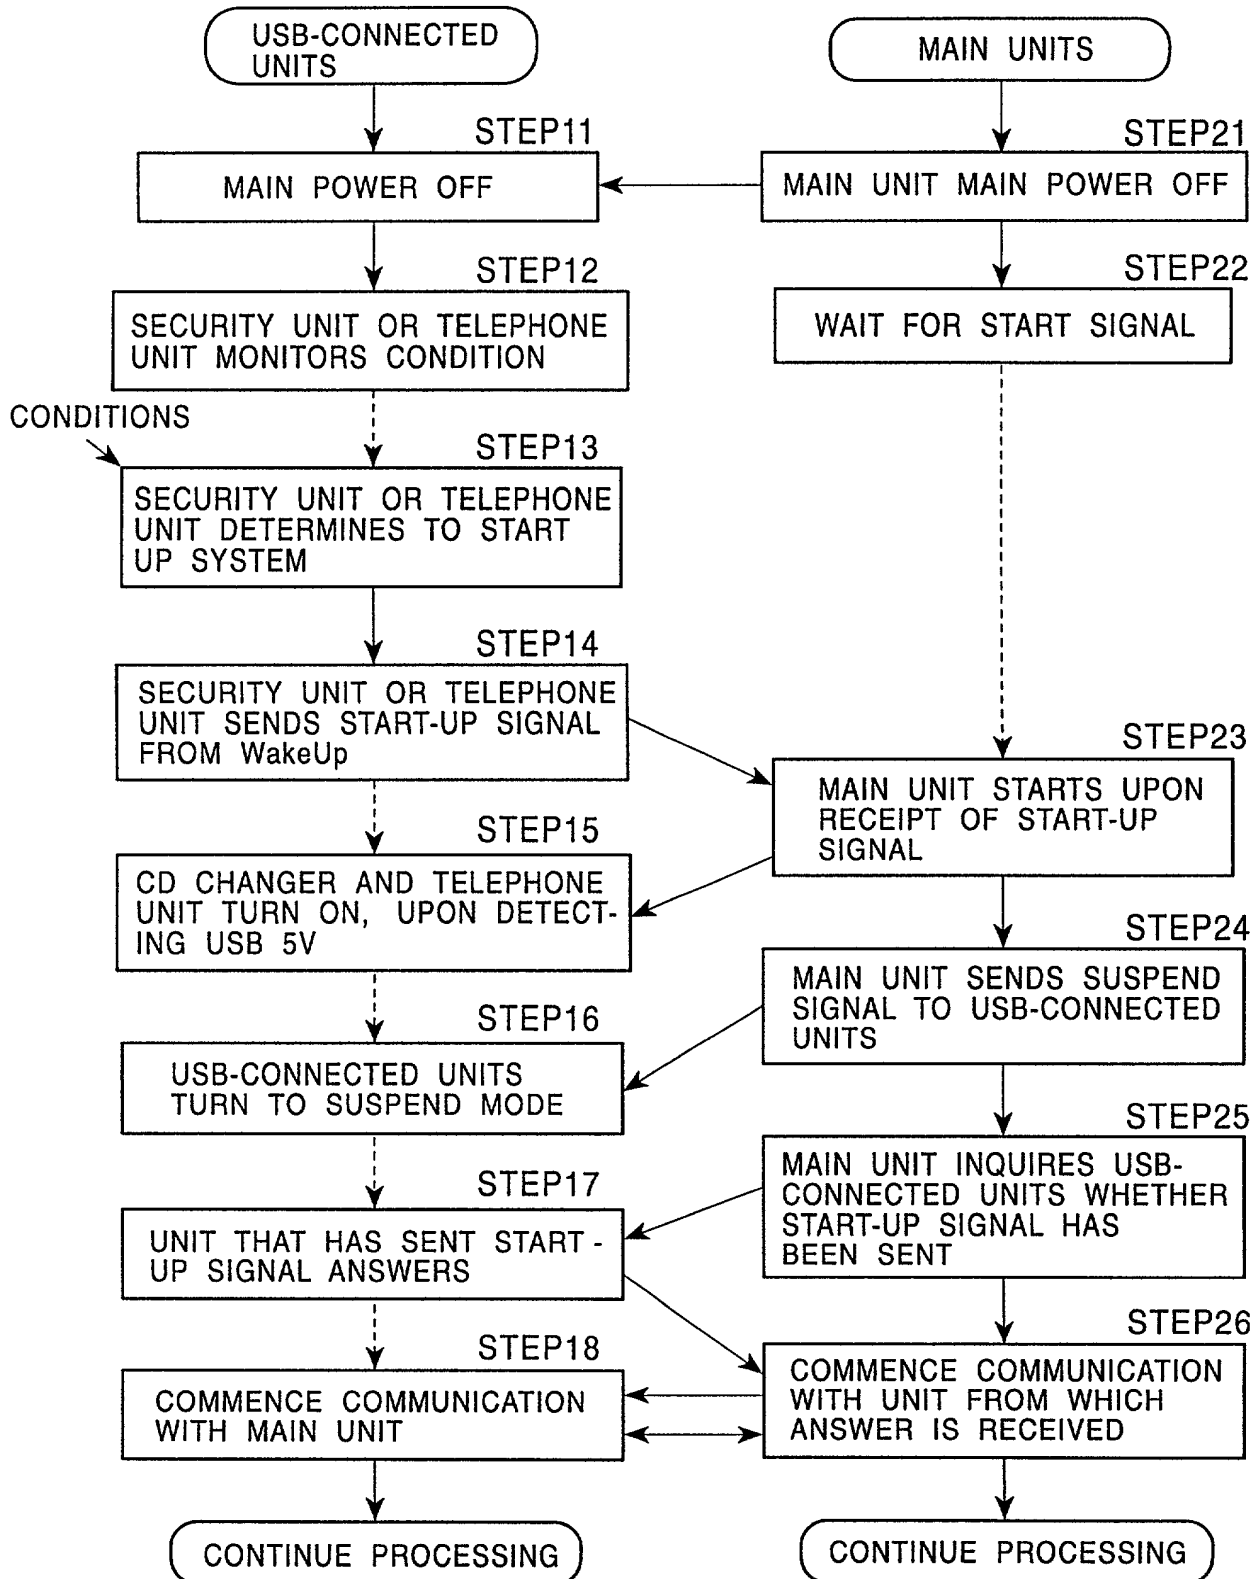 USB-CONNECTED
UNITS
MAIN UNITS
STEP11
MAIN POWER OFF
STEP21
MAIN UNIT MAIN POWER OFF
STEP12
SECURITY UNIT OR TELEPHONE
UNIT MONITORS CONDITION
STEP22
WAIT FOR START SIGNAL
CONDITIONS
STEP13
SECURITY UNIT OR TELEPHONE
UNIT DETERMINES TO START
UP SYSTEM
STEP14
SECURITY UNIT OR TELEPHONE
UNIT SENDS START-UP SIGNAL
FROM WakeUp
STEP23
MAIN UNIT STARTS UPON
RECEIPT OF START-UP
SIGNAL
STEP15
CD CHANGER AND TELEPHONE
UNIT TURN ON, UPON DETECT-
ING USB 5V
STEP24
MAIN UNIT SENDS SUSPEND
SIGNAL TO USB-CONNECTED
UNITS
STEP16
USB-CONNECTED UNITS
TURN TO SUSPEND MODE
STEP25
MAIN UNIT INQUIRES USB-
CONNECTED UNITS WHETHER
START-UP SIGNAL HAS
BEEN SENT
STEP17
UNIT THAT HAS SENT START-
UP SIGNAL ANSWERS
STEP26
COMMENCE COMMUNICATION
WITH UNIT FROM WHICH
ANSWER IS RECEIVED
STEP18
COMMENCE COMMUNICATION
WITH MAIN UNIT
CONTINUE PROCESSING
CONTINUE PROCESSING